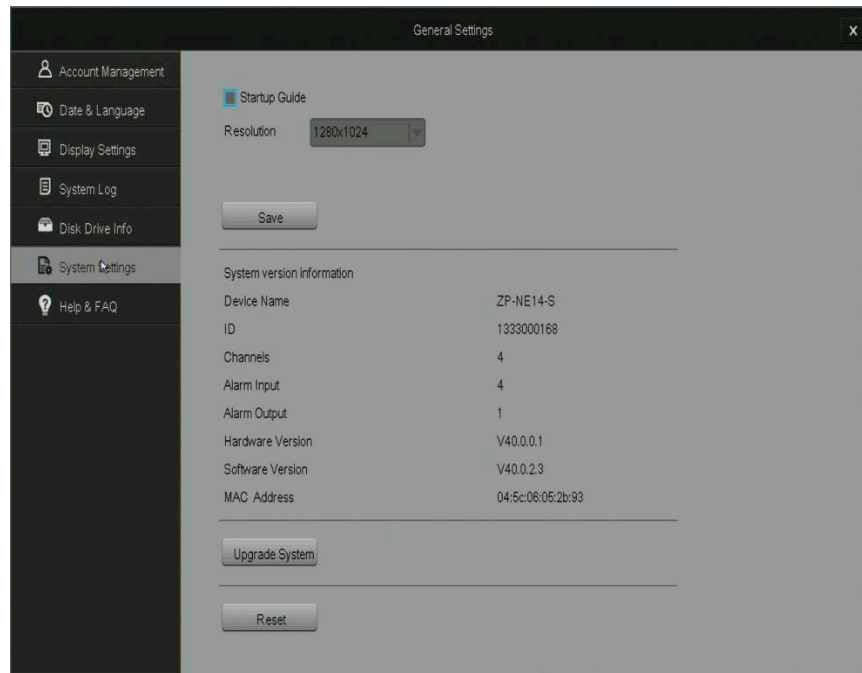 General Settings
X
Account Management
Date & Language
Display Settings
System Log
Disk Drive Info
System Settings
Help & FAQ
Startup Guide
Resolution 1280x1024
Save
System version information
Device Name ZP-NE14-S
ID 1333000168
Channels 4
Alarm Input 4
Alarm Output 1
Hardware Version V40.0.0.1
Software Version V40.0.2.3
MAC Address 04:5c:06:05:2b:93
Upgrade System
Reset